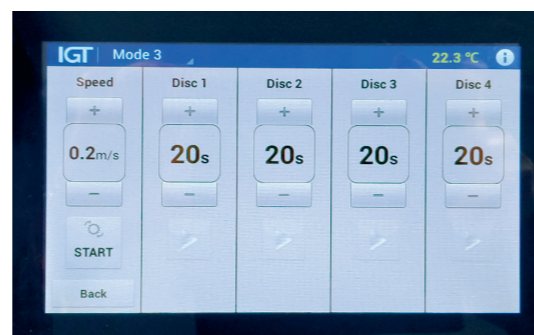 IGT Mode 3 22.3 °C i
Speed Disc 1 Disc 2 Disc 3 Disc 4
+ + + + +
0.2m/s 20s 20s 20s 20s
− − − − −
START
Back